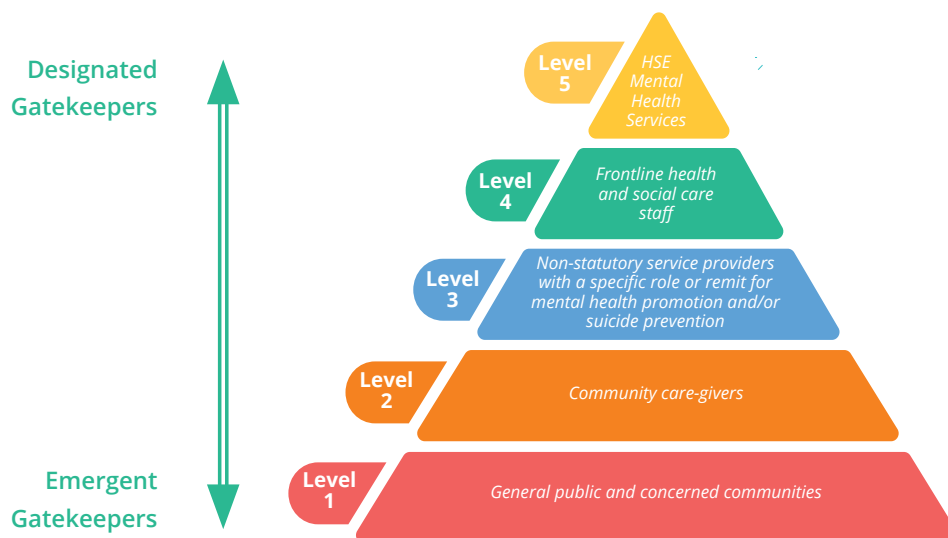 Designated
Gatekeepers
Level
5
HSE
Mental
Health
Services
Level
4
Frontline health
and social care
staff
Level
3
Non-statutory service providers
with a specific role or remit for
mental health promotion and/or
suicide prevention
Level
2
Community care-givers
Emergent
Gatekeepers
Level
1
General public and concerned communities